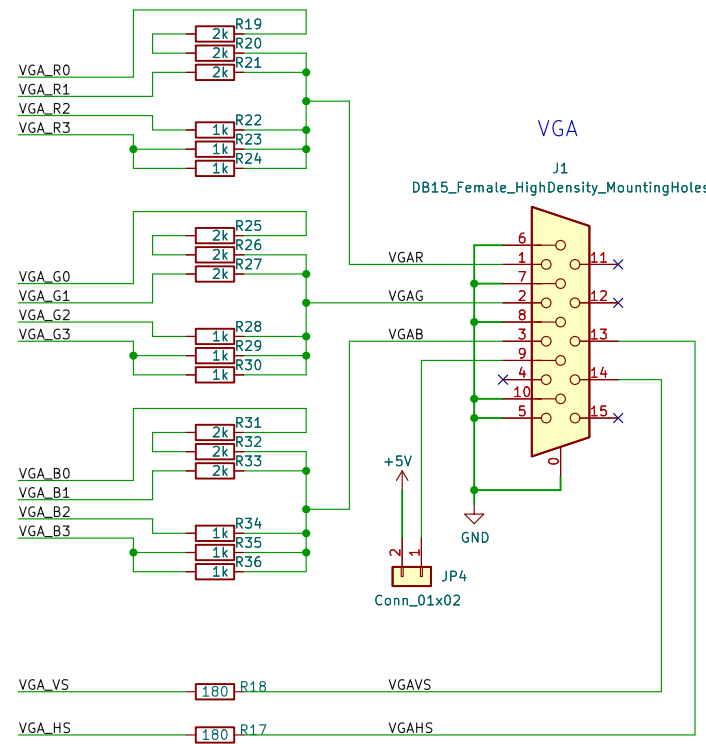 R19
2k
R20
2k
VGA_R0
R21
2k
VGA_R1
VGA_R2
R22
1k
VGA_R3
R23
1k
R24
1k
VGA
J1
DB15_Female_HighDensity_MountingHoles
R25
2k
R26
2k
VGA_G0
R27
2k
VGA_G1
VGA_G2
R28
1k
VGA_G3
R29
1k
R30
1k
VGAR
VGAG
VGAB
6
1
7
2
8
3
9
4
10
5
11
12
13
14
15
0
R31
2k
R32
2k
VGA_B0
R33
2k
VGA_B1
VGA_B2
R34
1k
VGA_B3
R35
1k
R36
1k
+5V
GND
2
1
JP4
Conn_01x02
VGA_VS
180
R18
VGAVS
VGA_HS
180
R17
VGAHS